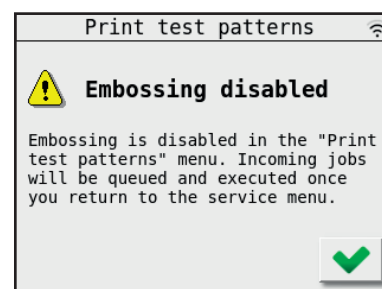 Print test patterns
Embossing disabled
Embossing is disabled in the "Print
test patterns" menu. Incoming jobs
will be queued and executed once
you return to the service menu.